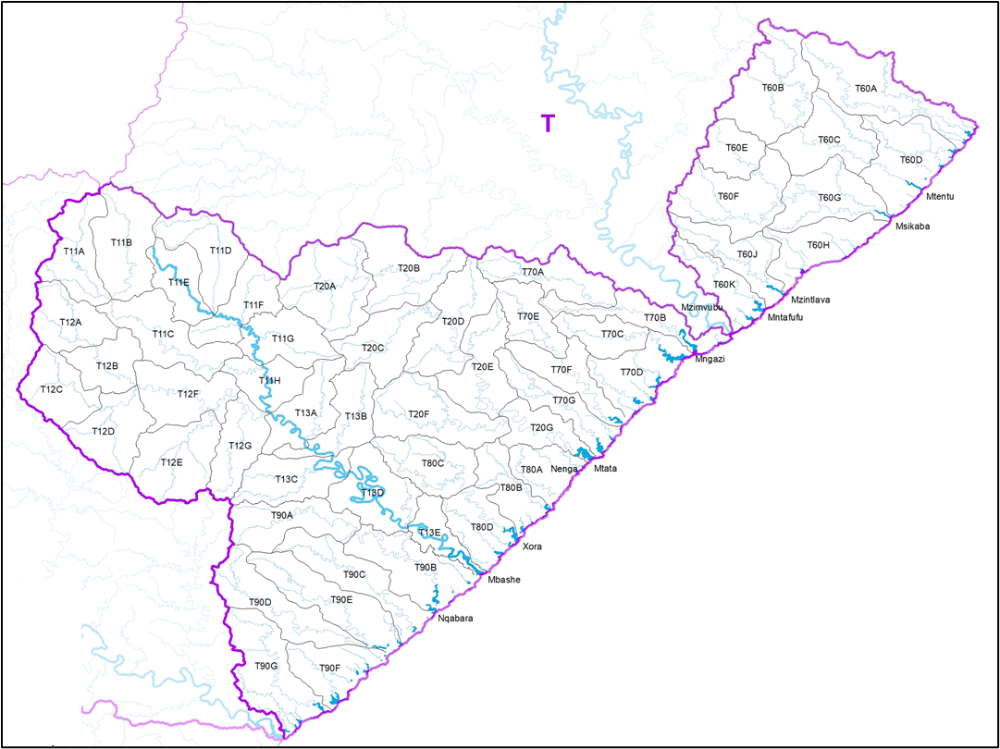 T60B
T60A
T
T60C
T60E
T60D
T60F
T60G
Mtentu
Msikaba
T11B
T60H
T11A
T11D
T60J
T20B
T70A
T11E
T60K
T20A
Mzintlava
T11F
Mzimvubu
T70E
T70B
Mntafufu
T12A
T20D
T11C
T70C
T11G
T20C
Mngazi
T12B
T20E
T70F
T70D
T11H
T12C
T12F
T70G
T13A
T20F
T13B
T20G
T12D
T12G
T12E
T80C
Nenga
Mtata
T80A
T13C
T80B
T13D
T90A
T80D
T13E
Xora
T90B
T90C
Mbashe
T90E
T90D
Nqabara
T90G
T90F